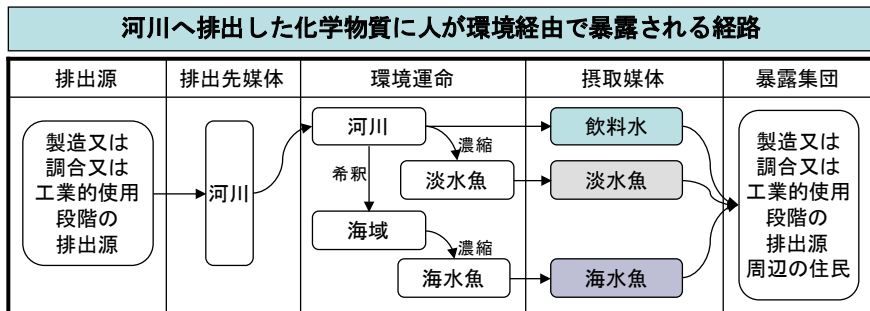 河川へ排出した化学物質に人が環境経由で暴露される経路
排出源
排出先媒体
環境運命
摂取媒体
暴露集団
製造又は
調合又は
工業的使用
段階の
排出源
河川
河川
濃縮
希釈
淡水魚
海域
濃縮
海水魚
飲料水
淡水魚
海水魚
製造又は
調合又は
工業的使用
段階の
排出源
周辺の住民